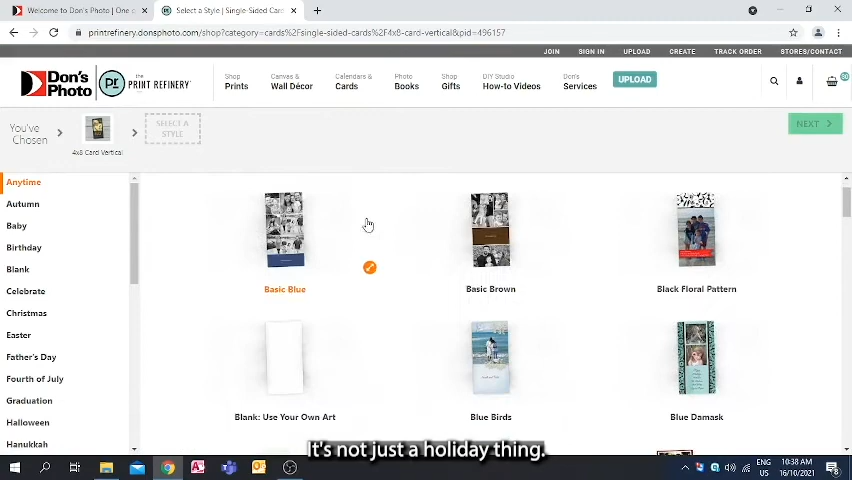 Welcome to Don's Photo | One o
Select a Style | Single-Sided Car
printrefinery.donsphoto.com/shop?category=cards%2Fsingle-sided-cards%2F4x8-card-vertical&pid=496157
JOIN
SIGN IN
UPLOAD
CREATE
TRACK ORDER
STORES/CONTACT
Don's Photo
pr
the PRINT REFINERY
Shop Prints
Canvas & Wall Décor
Calendars & Cards
Photo Books
Shop Gifts
DIY Studio How-to Videos
Don's Services
UPLOAD
You've
Chosen
4x8 Card Vertical
SELECT A
STYLE
NEXT
Anytime
Autumn
Baby
Birthday
Blank
Celebrate
Christmas
Easter
Father's Day
Fourth of July
Graduation
Halloween
Hanukkah
Basic Blue
Basic Brown
Black Floral Pattern
Blank: Use Your Own Art
Blue Birds
Blue Damask
It's not just a holiday thing.
ENG
US
10:38 AM
16/10/2021